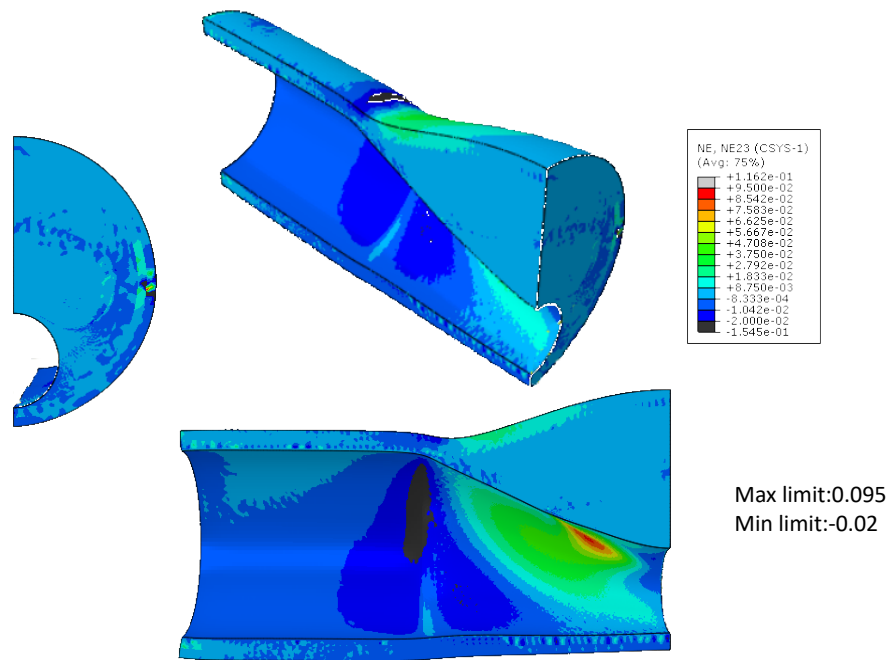 NE, NE23 (CSYS-1)
(Avg: 75%)
+1.162e-01
+9.500e-02
+8.542e-02
+7.583e-02
+6.625e-02
+5.667e-02
+4.708e-02
+3.750e-02
+2.792e-02
+1.833e-02
+8.750e-03
-8.333e-04
-1.042e-02
-2.000e-02
-1.545e-01
Max limit:0.095
Min limit:-0.02